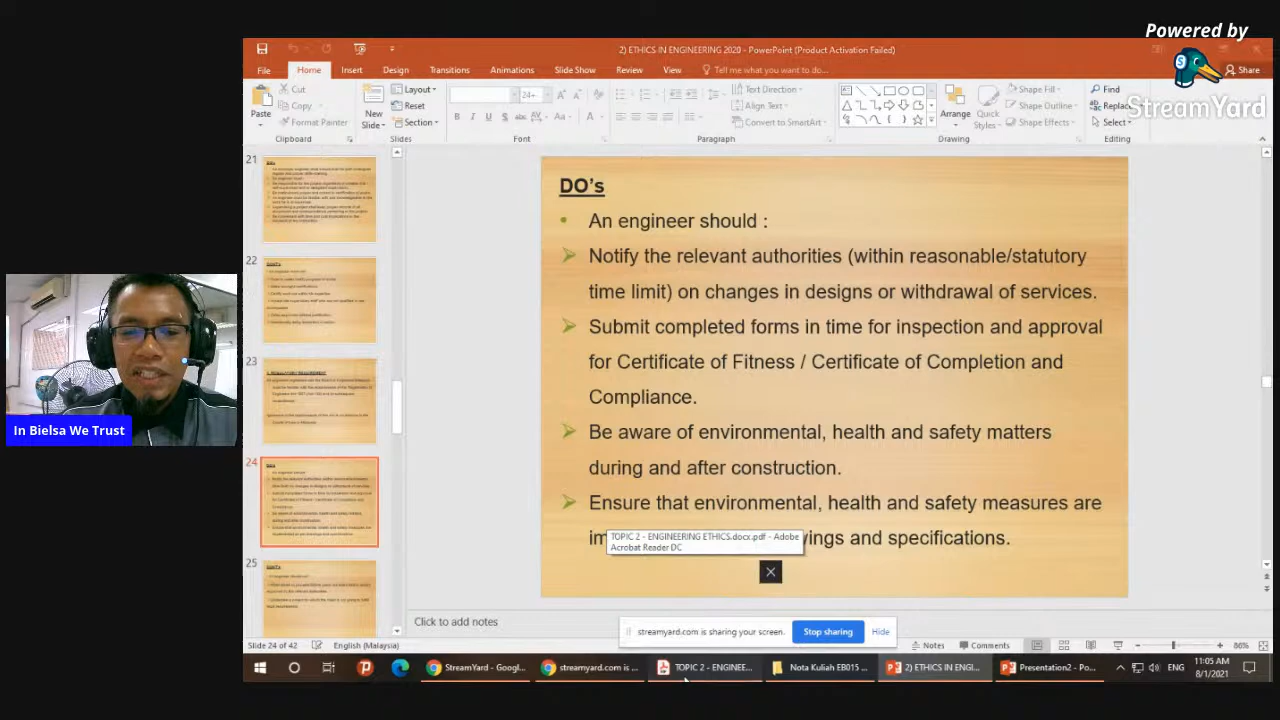 Powered by
StreamYard
2) ETHICS IN ENGINEERING 2020 - PowerPoint (Product Activation Failed)
File Home Insert Design Transitions Animations Slide Show Review View Tell me what you want to do... Share
Paste
Cut
Copy
Format Painter
Clipboard
New Slide
Layout
Reset
Section
Slides
24+
Font
Text Direction
Align Text
Convert to SmartArt
Paragraph
Arrange
Quick Styles
Shape Fill
Shape Outline
Shape Effects
Drawing
Find
Replace
Select
Editing
21
22
23
24
25
DO's
• An engineer should :
Notify the relevant authorities (within reasonable/statutory
time limit) on changes in designs or withdrawal of services.
Submit completed forms in time for inspection and approval
for Certificate of Fitness / Certificate of Completion and
Compliance.
Be aware of environmental, health and safety matters
during and after construction.
Ensure that environmental, health and safety measures are
and specifications.
TOPIC 2 - ENGINEERING ETHICS.docx.pdf - Adobe
Acrobat Reader DC
In Bielsa We Trust
Click to add notes
streamyard.com is sharing your screen. Stop sharing Hide
Slide 24 of 42 English (Malaysia) Notes Comments 86%
StreamYard - Googl... streamyard.com is ... TOPIC 2 - ENGINEE... Nota Kuliah EB015 ... 2) ETHICS IN ENGI... Presentation2 - Po... ENG
11:05 AM
8/1/2021